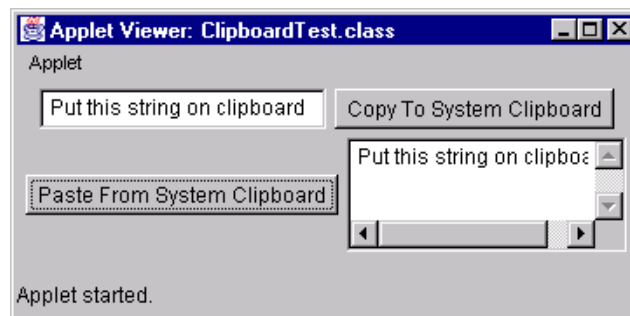 Applet Viewer: ClipboardTest.class
Applet
Put this string on clipboard
Copy To System Clipboard
Put this string on clipboa
Paste From System Clipboard
Applet started.